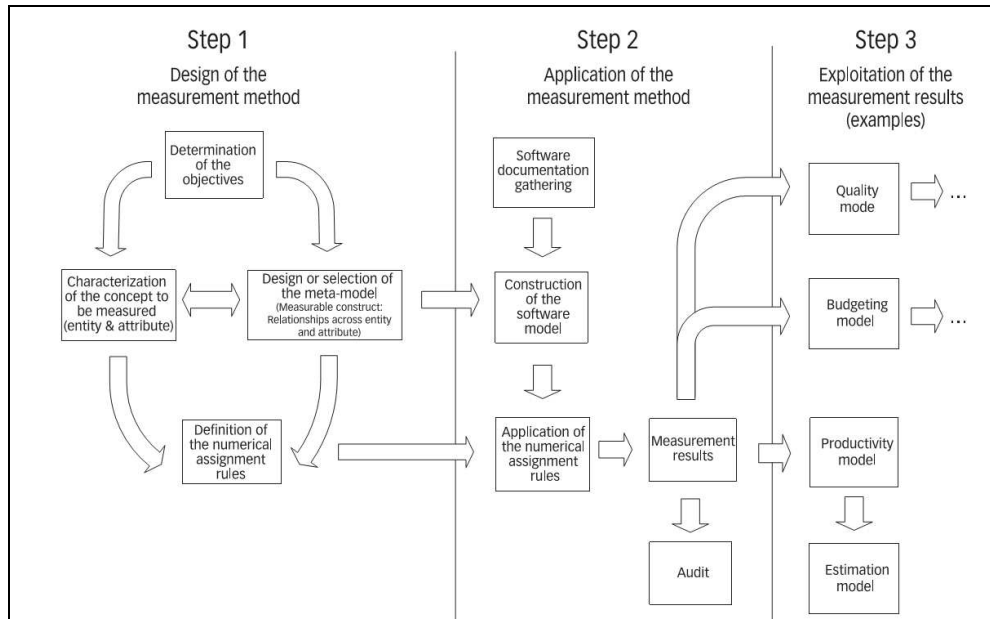 Step 1
Design of the
measurement method
Determination
of the
objectives
Characterization
of the concept to
be measured
(entity & attribute)
Design or selection of
the meta-model
(Measurable construct:
Relationships across entity
and attribute)
Definition of
the numerical
assignment
rules
Step 2
Application of the
measurement method
Software
documentation
gathering
Construction
of the
software
model
Application of
the numerical
assignment
rules
Measurement
results
Audit
Step 3
Exploitation of the
measurement results
(examples)
Quality
mode
...
Budgeting
model
...
Productivity
model
Estimation
model